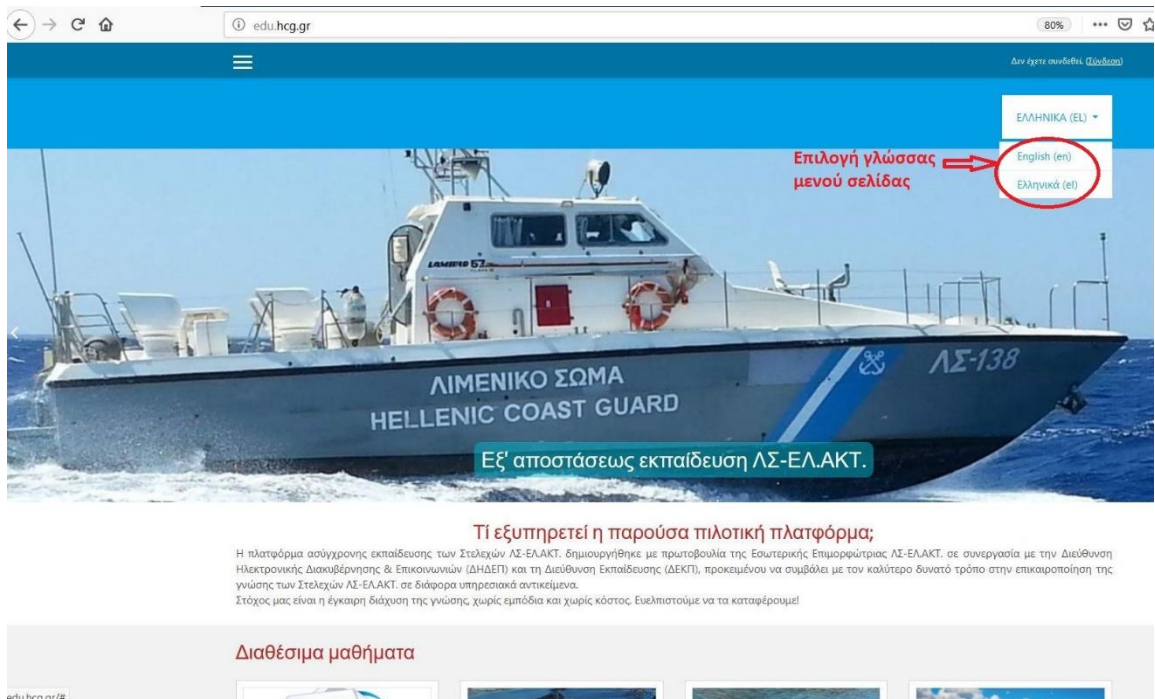 edu.hcg.gr
80%
Δεν έχετε συνδεθεί. (Σύνδεση)
ΕΛΛΗΝΙΚΆ (EL)
English (en)
Ελληνικά (el)
Επιλογή γλώσσας
μενού σελίδας
LAMBRO 57
ΛΙΜΕΝΙΚΟ ΣΩΜΑ
HELLENIC COAST GUARD
ΛΣ-138
Εξ' αποστάσεως εκπαίδευση ΛΣ-ΕΛ.ΑΚΤ.
Τί εξυπηρετεί η παρούσα πιλοτική πλατφόρμα;
Η πλατφόρμα ασύγχρονης εκπαίδευσης των Στελεχών ΛΣ-ΕΛ.ΑΚΤ. δημιουργήθηκε με πρωτοβουλία της Εσωτερικής Επιμορφώτριας ΛΣ-ΕΛ.ΑΚΤ. σε συνεργασία με την Διεύθυνση
Ηλεκτρονικής Διακυβέρνησης & Επικοινωνιών (ΔΗΔΕΠ) και τη Διεύθυνση Εκπαίδευσης (ΔΕΚΠ), προκειμένου να συμβάλει με τον καλύτερο δυνατό τρόπο στην επικαιροποίηση της
γνώσης των Στελεχών ΛΣ-ΕΛ.ΑΚΤ. σε διάφορα υπηρεσιακά αντικείμενα.
Στόχος μας είναι η έγκαιρη διάχυση της γνώσης, χωρίς εμπόδια και χωρίς κόστος. Ευελπιστούμε να τα καταφέρουμε!
Διαθέσιμα μαθήματα
edu.hcg.gr/#